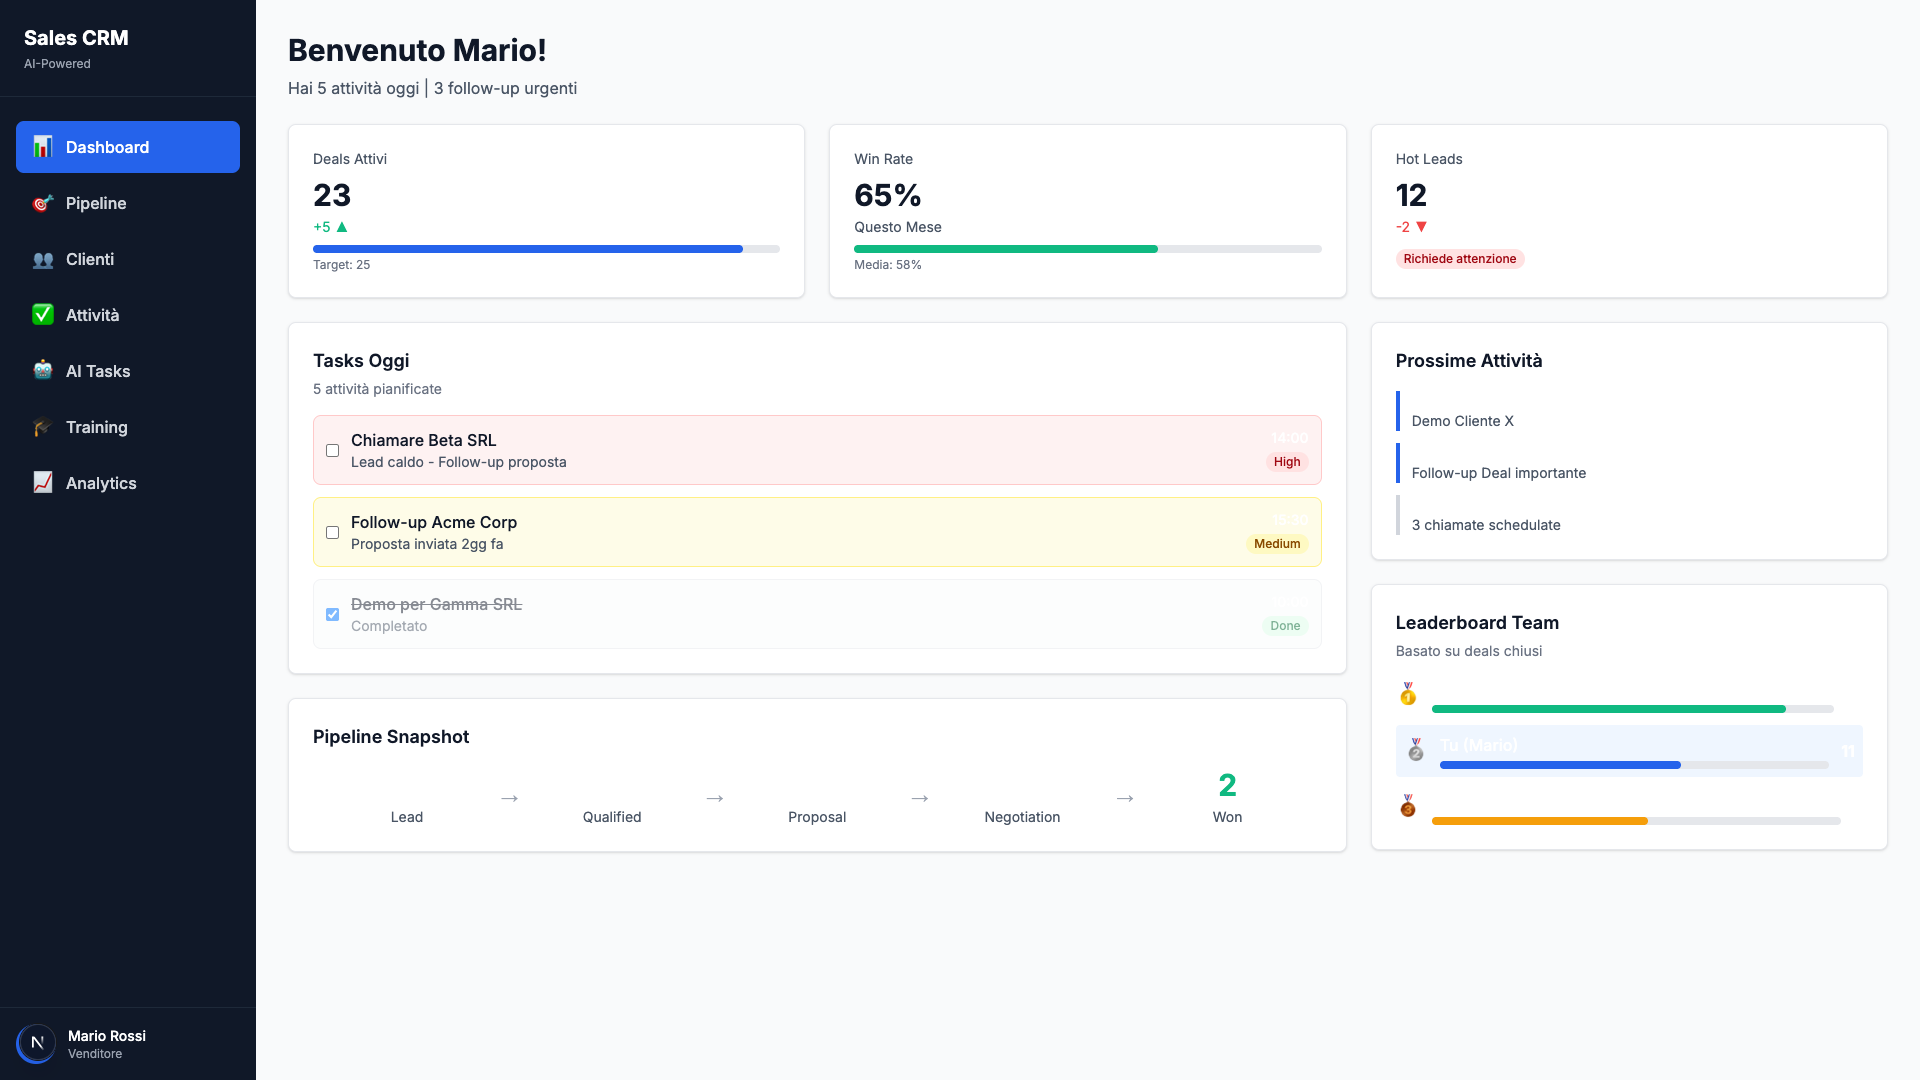 Sales CRM
AI-Powered
Dashboard
Pipeline
Clienti
Attività
AI Tasks
Training
Analytics
N
Mario Rossi
Venditore
Benvenuto Mario!
Hai 5 attività oggi | 3 follow-up urgenti
Deals Attivi
23
+5 ▲
Target: 25
Win Rate
65%
Questo Mese
Media: 58%
Hot Leads
12
-2 ▼
Richiede attenzione
Tasks Oggi
5 attività pianificate
Chiamare Beta SRL
14:00
Lead caldo - Follow-up proposta
High
Follow-up Acme Corp
15:30
Proposta inviata 2gg fa
Medium
Demo per Gamma SRL
Completato
Done
Pipeline Snapshot
Lead
→
Qualified
→
Proposal
→
Negotiation
→
2
Won
Prossime Attività
Demo Cliente X
Follow-up Deal importante
3 chiamate schedulate
Leaderboard Team
Basato su deals chiusi
1
2
Tu (Mario)
11
3